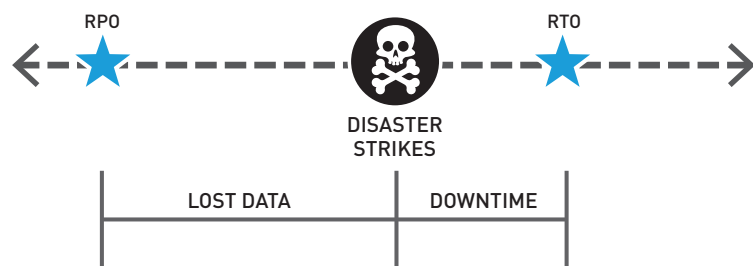 RPO
RTO
DISASTER
STRIKES
LOST DATA
DOWNTIME